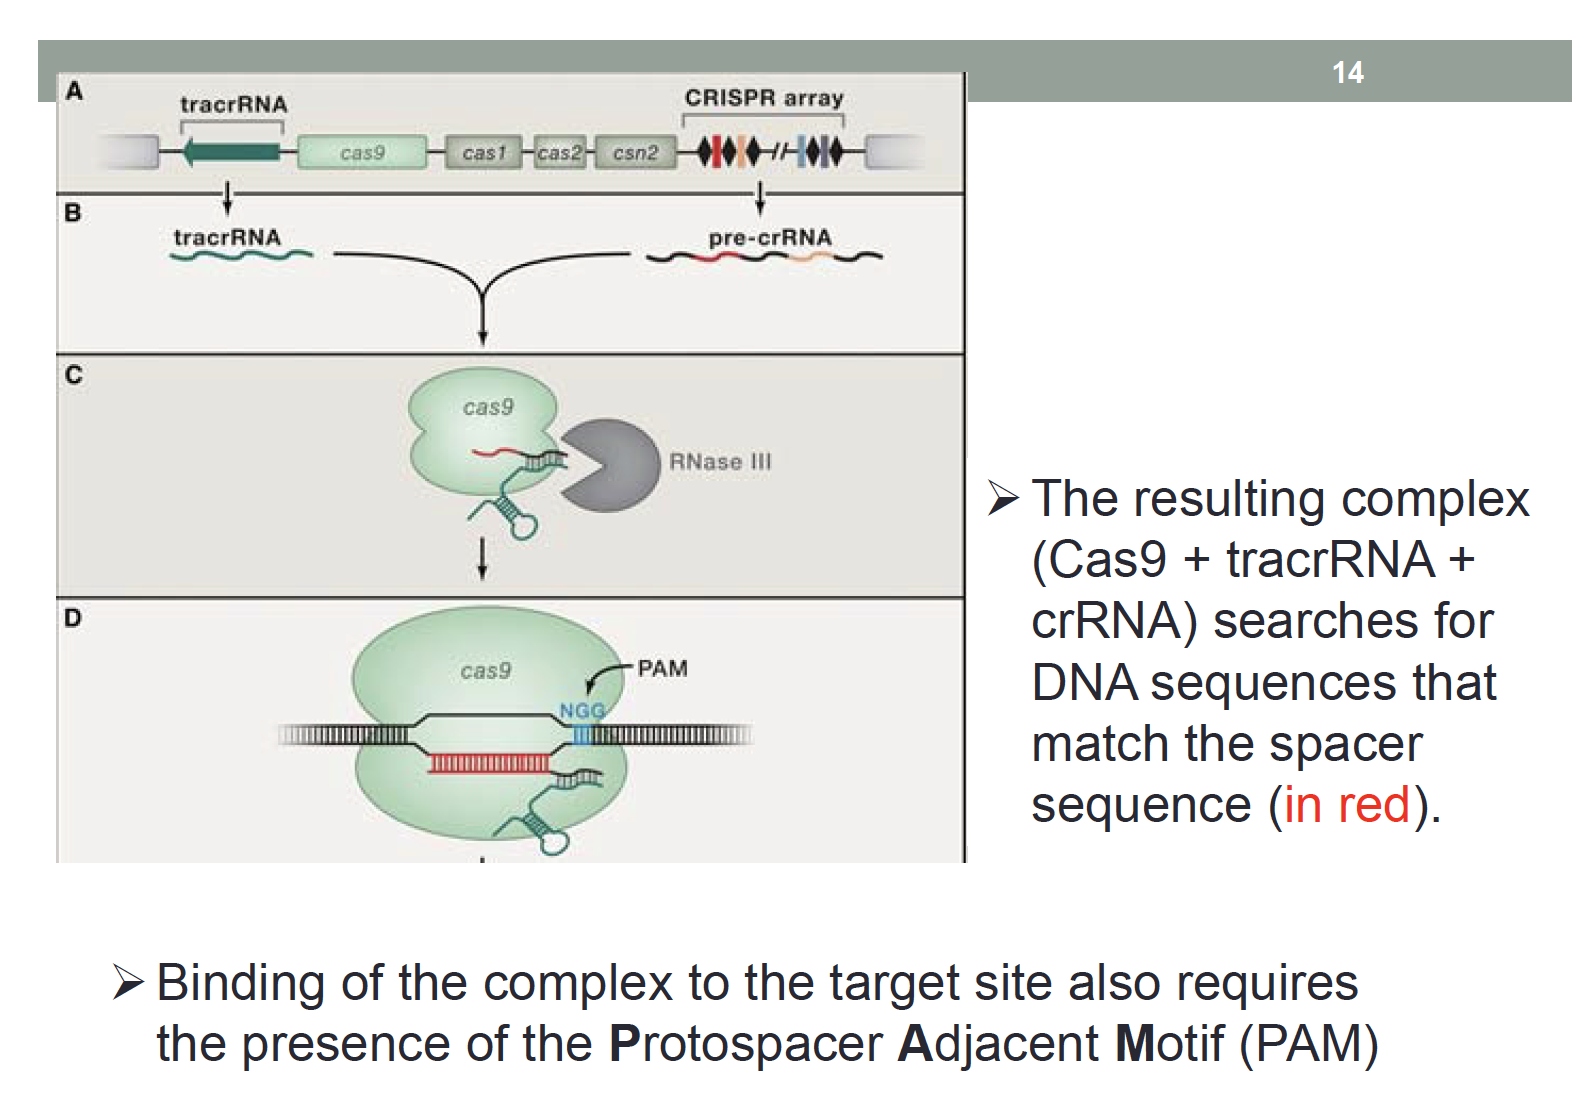 14
A
tracrRNA
CRISPR array
cas9
cas1
cas2
csn2
B
tracrRNA
pre-crRNA
C
cas9
RNase III
D
cas9
PAM
NGG
➢ The resulting complex
(Cas9 + tracrRNA +
crRNA) searches for
DNA sequences that
match the spacer
sequence (in red).
➢ Binding of the complex to the target site also requires
the presence of the Protospacer Adjacent Motif (PAM)